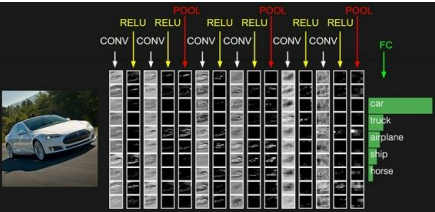 POOL POOL POOL
RELU RELU RELU RELU RELU RELU
CONV CONV CONV CONV CONV CONV
FC
car
truck
airplane
ship
horse